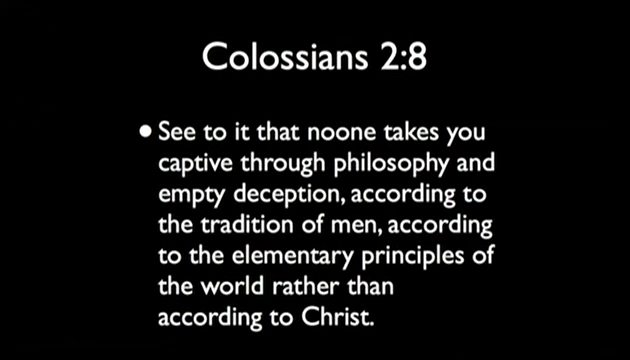 Colossians 2:8
• See to it that noone takes you
captive through philosophy and
empty deception, according to
the tradition of men, according
to the elementary principles of
the world rather than
according to Christ.